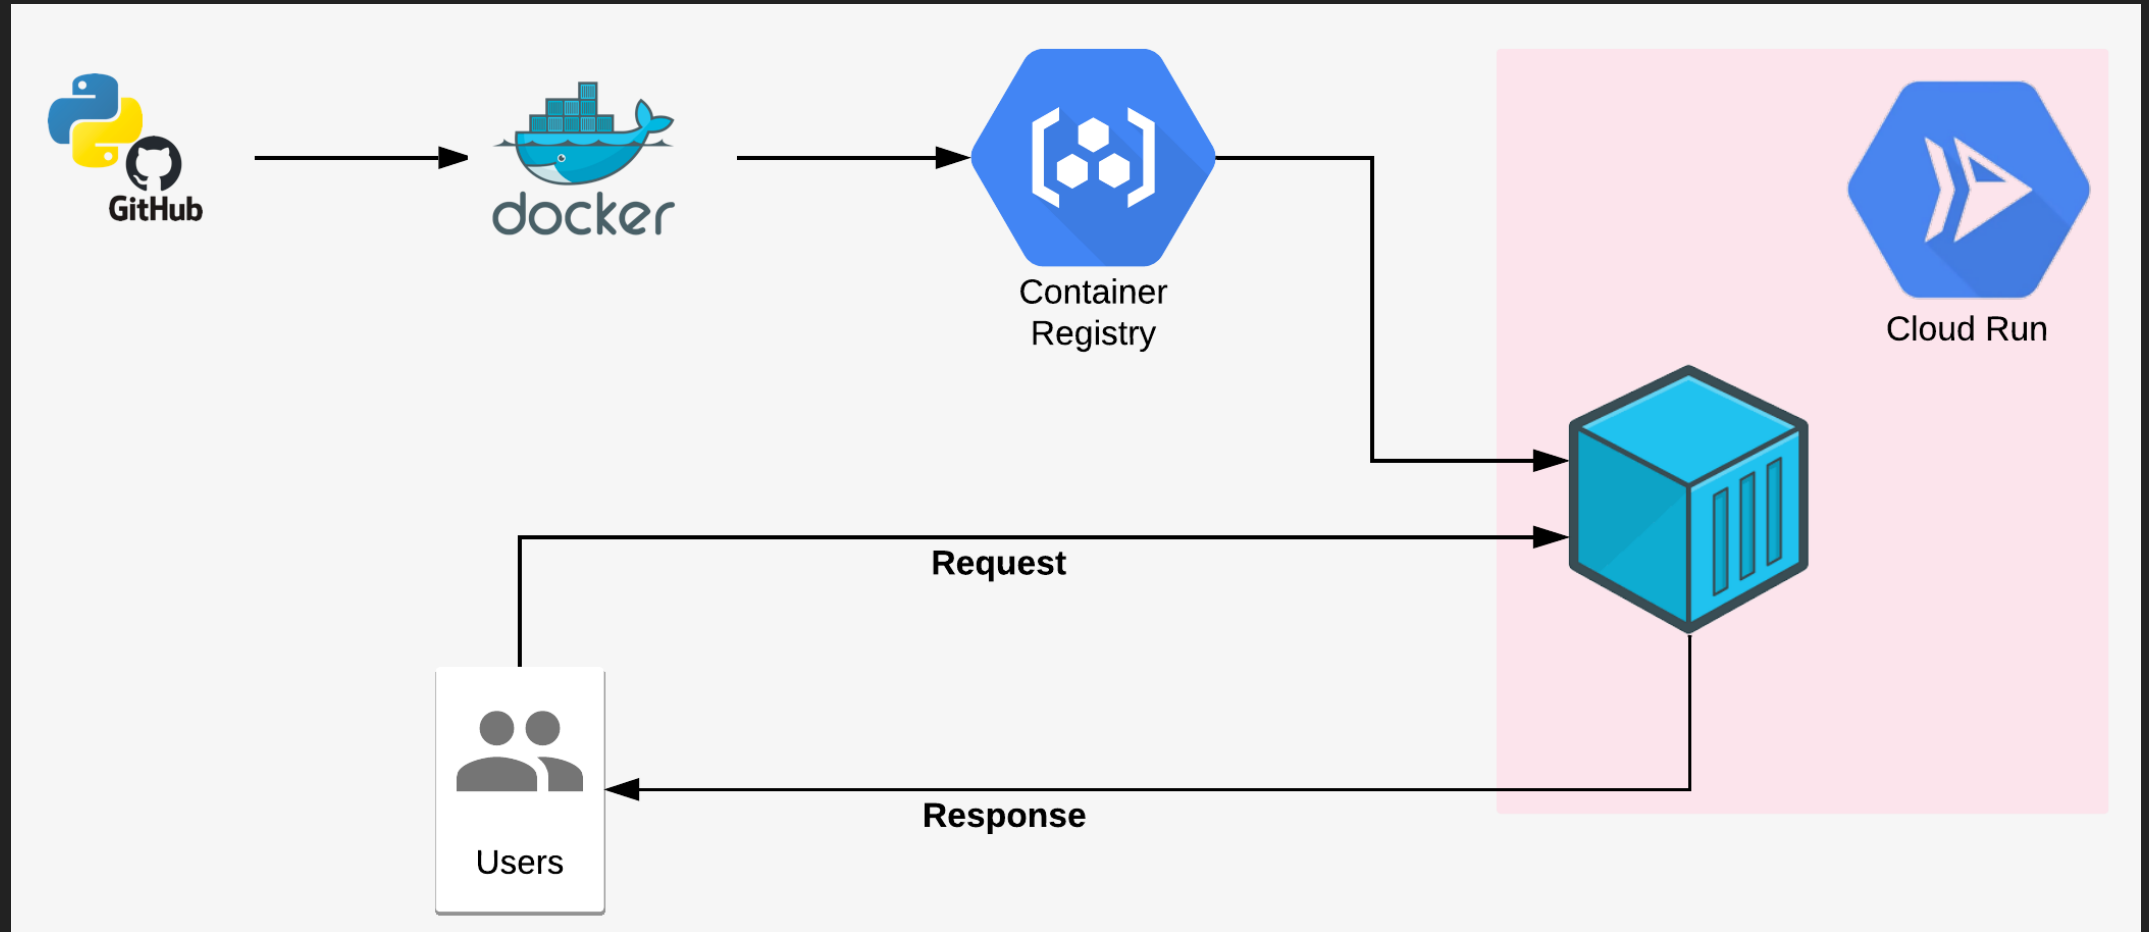 GitHub
docker
Container
Registry
Cloud Run
Request
Response
Users